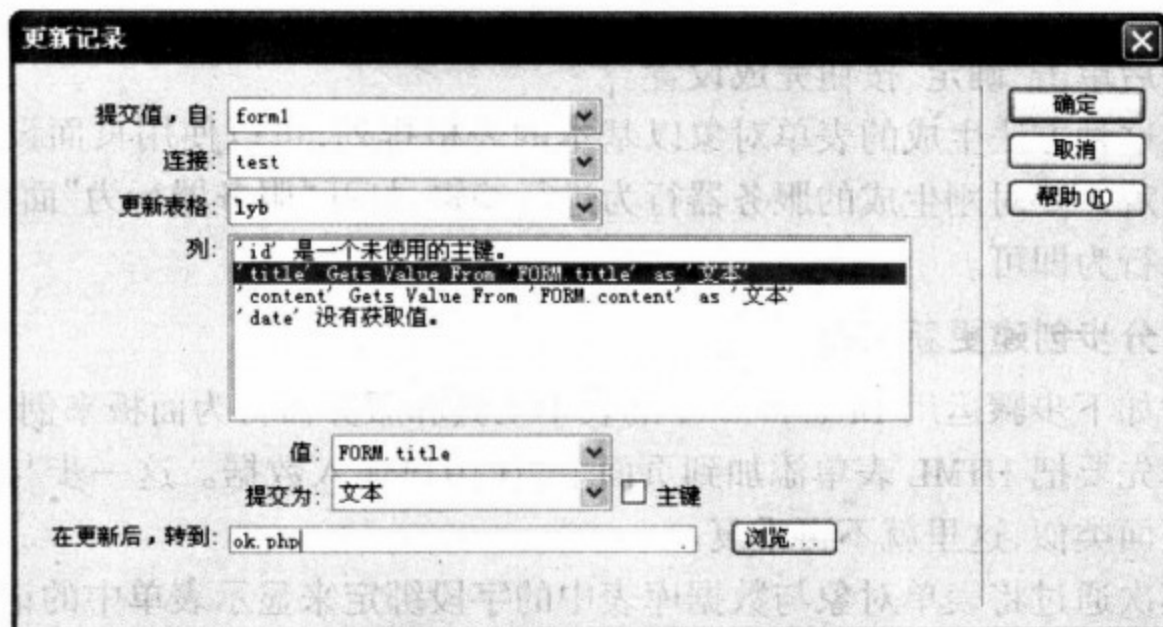 更新记录
提交值，自: form1
确定
连接: test
取消
更新表格: lyb
帮助(H)
列: 'id' 是一个未使用的主键。
'title' Gets Value From 'FORM.title' as '文本'
'content' Gets Value From 'FORM.content' as '文本'
'date' 没有获取值。
值: FORM.title
提交为: 文本 主键
在更新后，转到: ok.php 浏览...